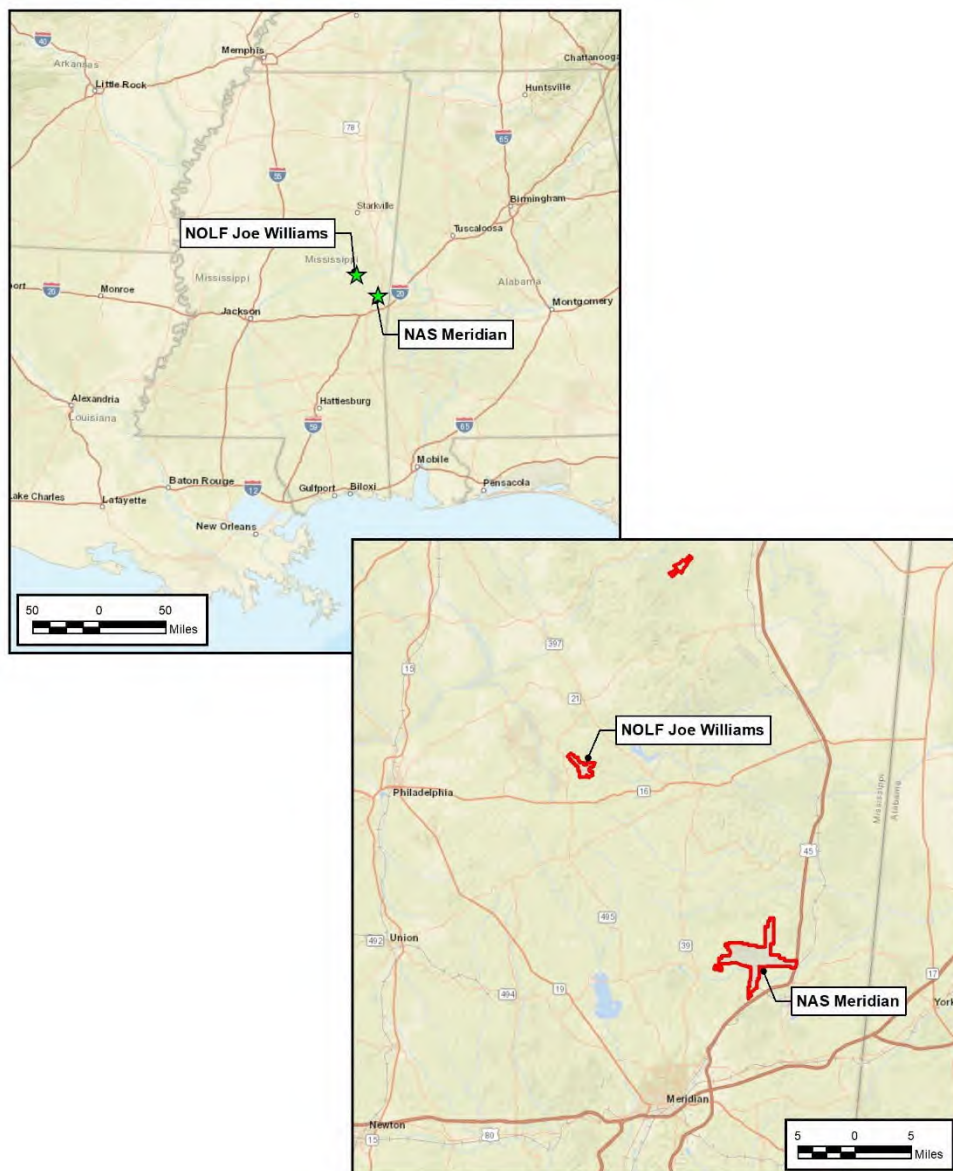 40
Memphis
Chattanooga
Arkansas
Little Rock
Huntsville
78
65
55
Birmingham
Starkville
Tuscaloosa
NOLF Joe Williams
Mississippi
Mississippi
Alabama
20
20
Monroe
Montgomery
Jackson
NAS Meridian
Alexandria
Louisiana
Hattiesburg
59
65
Mobile
Baton Rouge
12
Gulfport
Biloxi
Pensacola
Lake Charles
Lafayette
New Orleans
50 0 50
Miles
397
15
21
NOLF Joe Williams
Philadelphia
16
Mississippi
Alabama
45
495
492
Union
39
17
494
19
NAS Meridian
York
Meridian
Newton
15
80
5 0 5
Miles